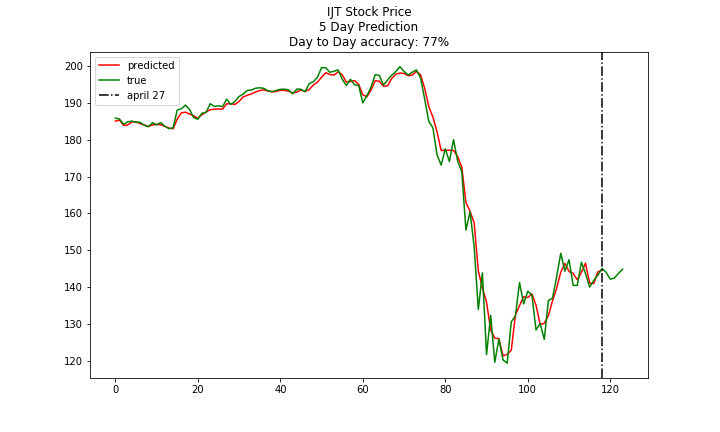 IJT Stock Price
5 Day Prediction
Day to Day accuracy: 77%
predicted
true
april 27
200
190
180
170
160
150
140
130
120
0 20 40 60 80 100 120